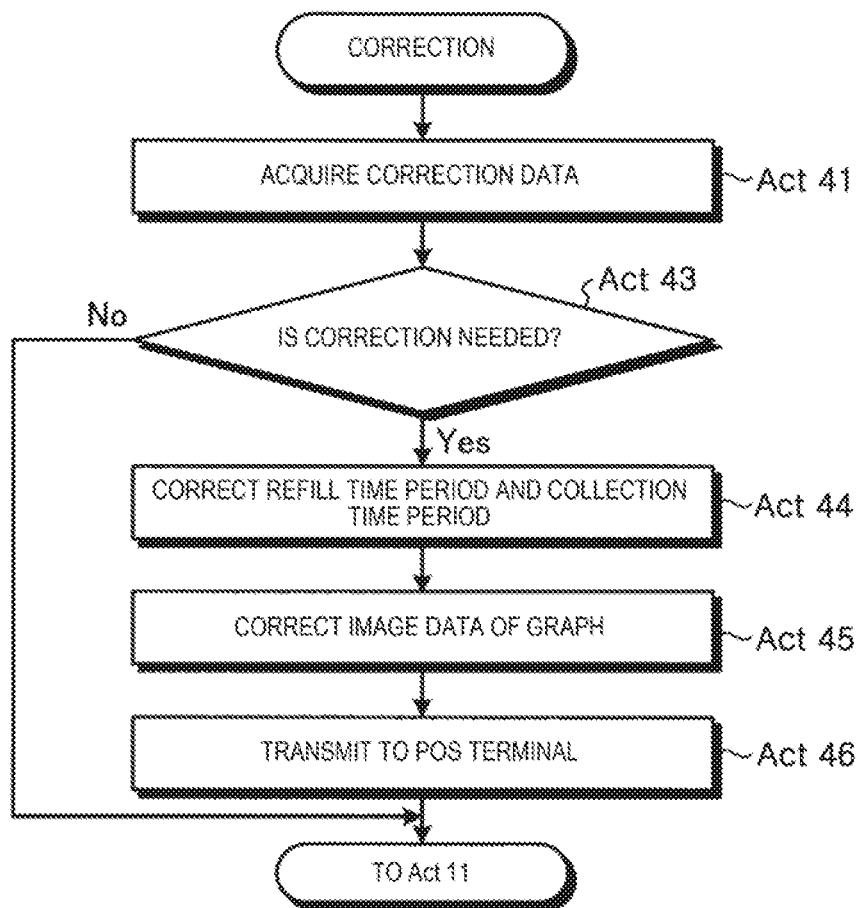 CORRECTION
ACQUIRE CORRECTION DATA
Act 41
Act 43
No
IS CORRECTION NEEDED?
Yes
CORRECT REFILL TIME PERIOD AND COLLECTION
TIME PERIOD
Act 44
CORRECT IMAGE DATA OF GRAPH
Act 45
TRANSMIT TO POS TERMINAL
Act 46
TO Act 11